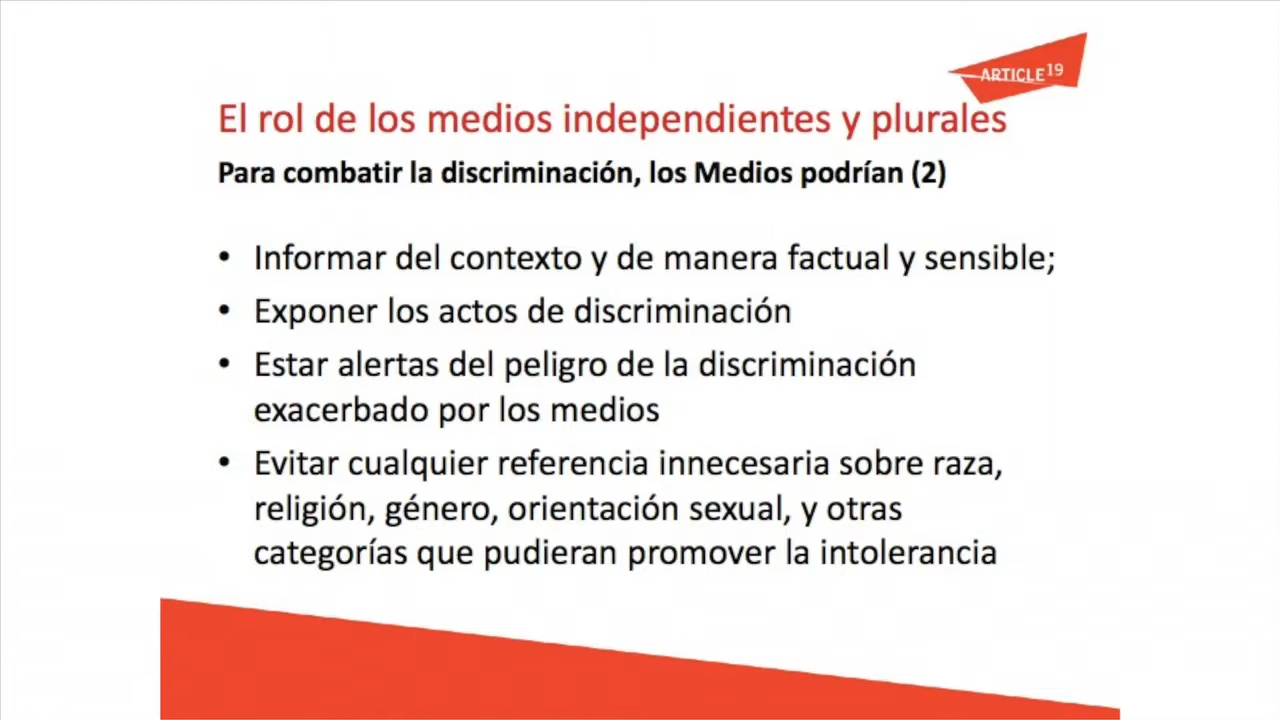 ARTICLE19
El rol de los medios independientes y plurales
Para combatir la discriminación, los Medios podrían (2)
• Informar del contexto y de manera factual y sensible;
• Exponer los actos de discriminación
• Estar alertas del peligro de la discriminación
exacerbado por los medios
• Evitar cualquier referencia innecesaria sobre raza,
religión, género, orientación sexual, y otras
categorías que pudieran promover la intolerancia